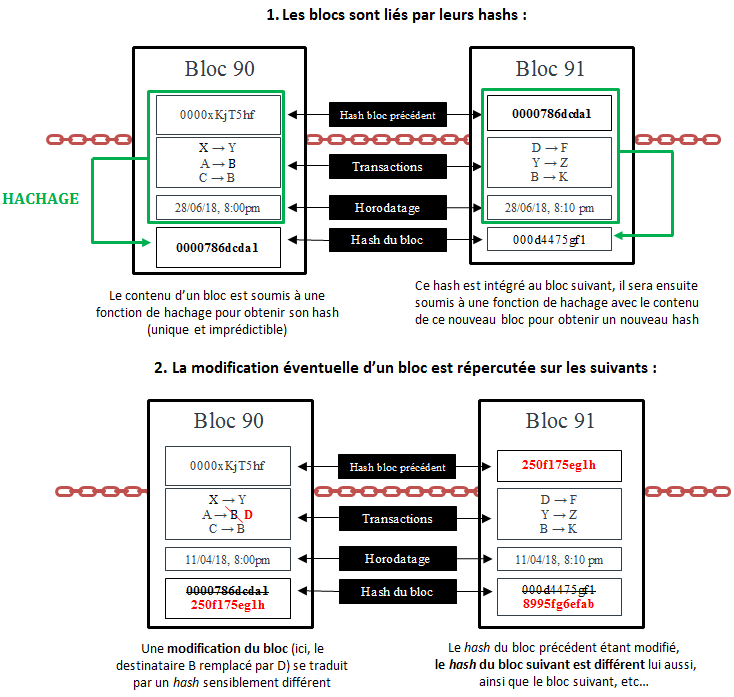 1. Les blocs sont liés par leurs hashs :
Bloc 90
Bloc 91
0000xKjT5hf
Hash bloc précédent
0000786dcda1
X → Y
A → B
C → B
Transactions
D → F
Y → Z
B → K
HACHAGE
28/06/18, 8:00pm
Horodatage
28/06/18, 8:10 pm
0000786dcda1
Hash du bloc
000d4475gf1
Le contenu d’un bloc est soumis à une
fonction de hachage pour obtenir son hash
(unique et imprédictible)
Ce hash est intégré au bloc suivant, il sera ensuite
soumis à une fonction de hachage avec le contenu
de ce nouveau bloc pour obtenir un nouveau hash
2. La modification éventuelle d’un bloc est répercutée sur les suivants :
Bloc 90
Bloc 91
0000xKjT5hf
Hash bloc précédent
250f175eg1h
X → Y
A → B D
C → B
Transactions
D → F
Y → Z
B → K
11/04/18, 8:00pm
Horodatage
11/04/18, 8:10 pm
0000786dcda1
250f175eg1h
Hash du bloc
000d4475gf1
8995fg6efab
Une modification du bloc (ici, le
destinataire B remplacé par D) se traduit
par un hash sensiblement différent
Le hash du bloc précédent étant modifié,
le hash du bloc suivant est différent lui aussi,
ainsi que le bloc suivant, etc…